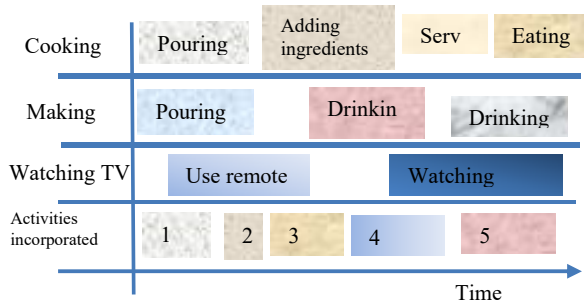 Cooking
Pouring
Adding
ingredients
Serv
Eating
Making
Pouring
Drinkin
Drinking
Watching TV
Use remote
Watching
Activities
incorporated
1
2
3
4
5
Time